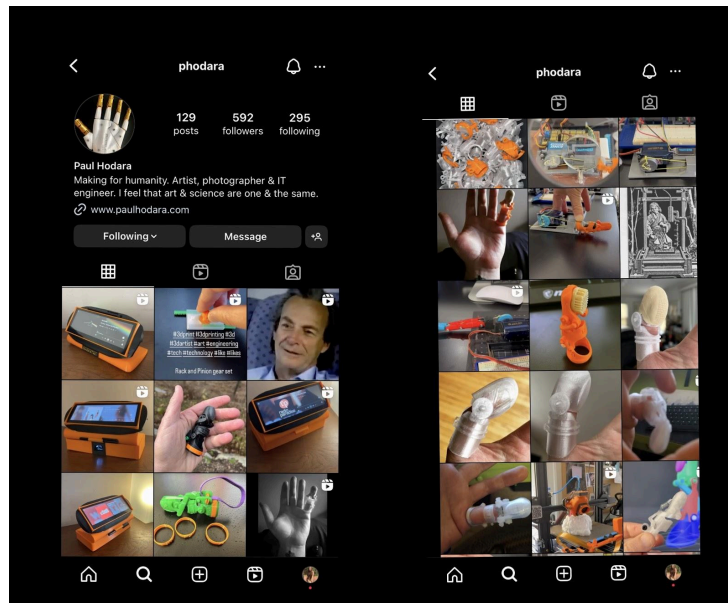 phodara
129 592 295
posts followers following
Paul Hodara
Making for humanity. Artist, photographer & IT
engineer. I feel that art & science are one & the same.
www.paulhodara.com
Following Message
#3dprint #3dprinting #3d
#3dartist #art #engineering
#tech #technology #like #likes
Rack and Pinion gear set
phodara